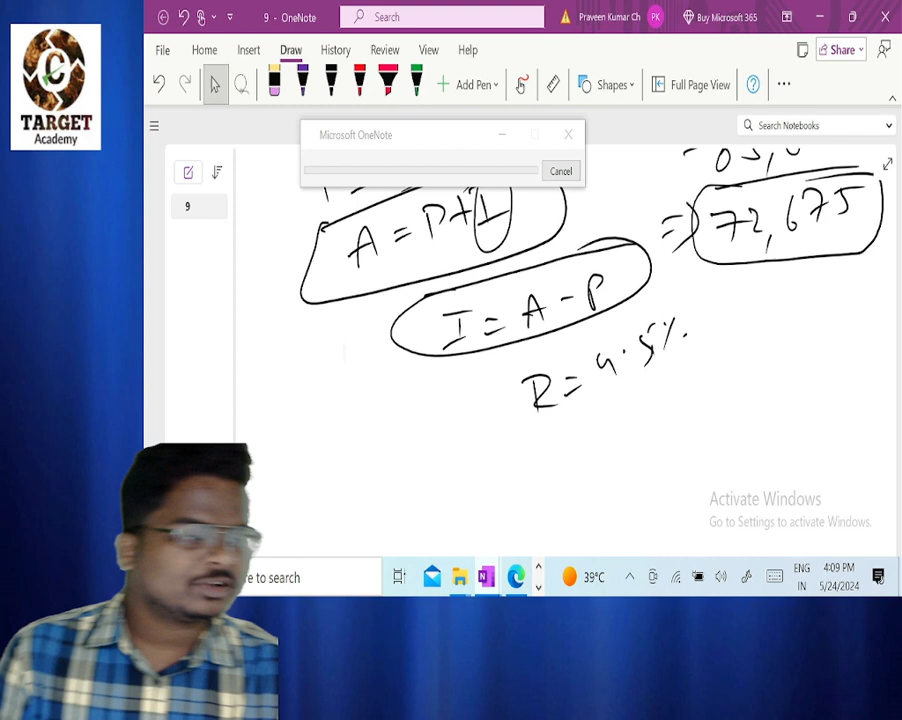 9 - OneNote
Search
Praveen Kumar Ch
PK
Buy Microsoft 365
File Home Insert Draw History Review View Help
Share
Add Pen
Shapes
Full Page View
TARGET
Academy
Microsoft OneNote
Cancel
Search Notebooks
9
A = P + I
=) 72,675
I = A - P
R = 4.5%
Activate Windows
Go to Settings to activate Windows.
here to search
39°C
ENG
IN
4:09 PM
5/24/2024